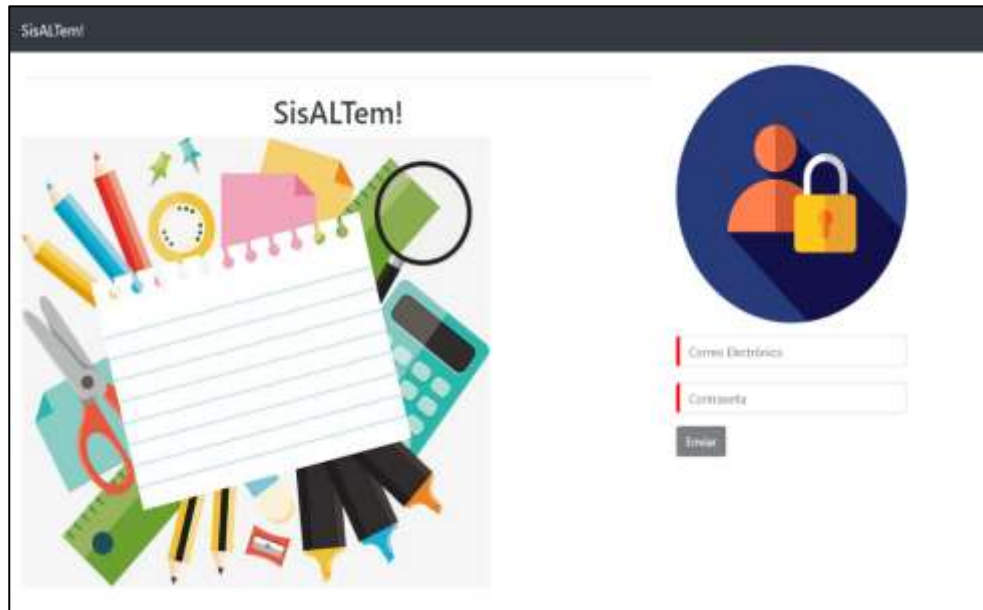 SisALTem!
SisALTem!
Correo Electrónico
Contraseña
Enviar